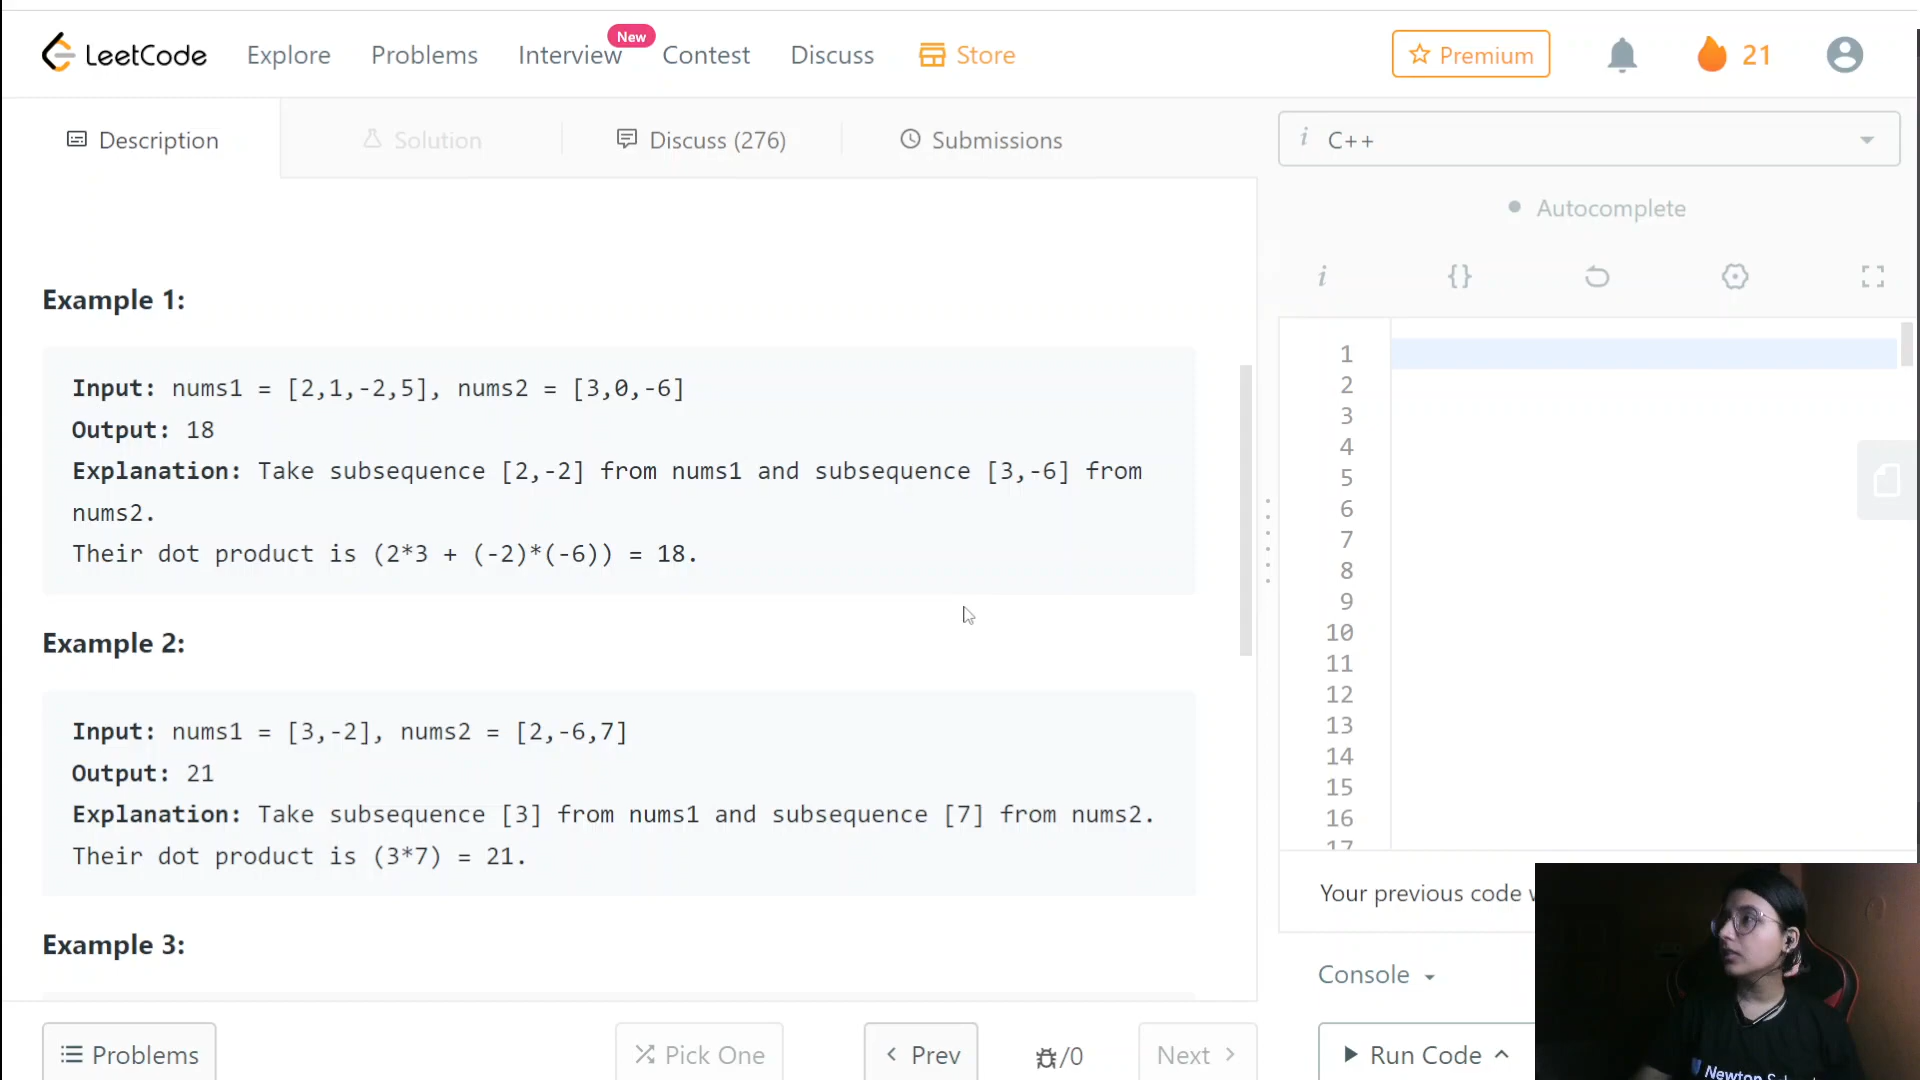 LeetCode Explore Problems Interview New Contest Discuss Store Premium 21
Description Solution Discuss (276) Submissions
i C++
Autocomplete
i {}
Example 1:
Input: nums1 = [2,1,-2,5], nums2 = [3,0,-6]
Output: 18
Explanation: Take subsequence [2,-2] from nums1 and subsequence [3,-6] from
nums2.
Their dot product is (2*3 + (-2)*(-6)) = 18.
Example 2:
Input: nums1 = [3,-2], nums2 = [2,-6,7]
Output: 21
Explanation: Take subsequence [3] from nums1 and subsequence [7] from nums2.
Their dot product is (3*7) = 21.
Example 3:
1
2
3
4
5
6
7
8
9
10
11
12
13
14
15
16
17
Your previous code
Console
Problems Pick One Prev /0 Next Run Code
Newton